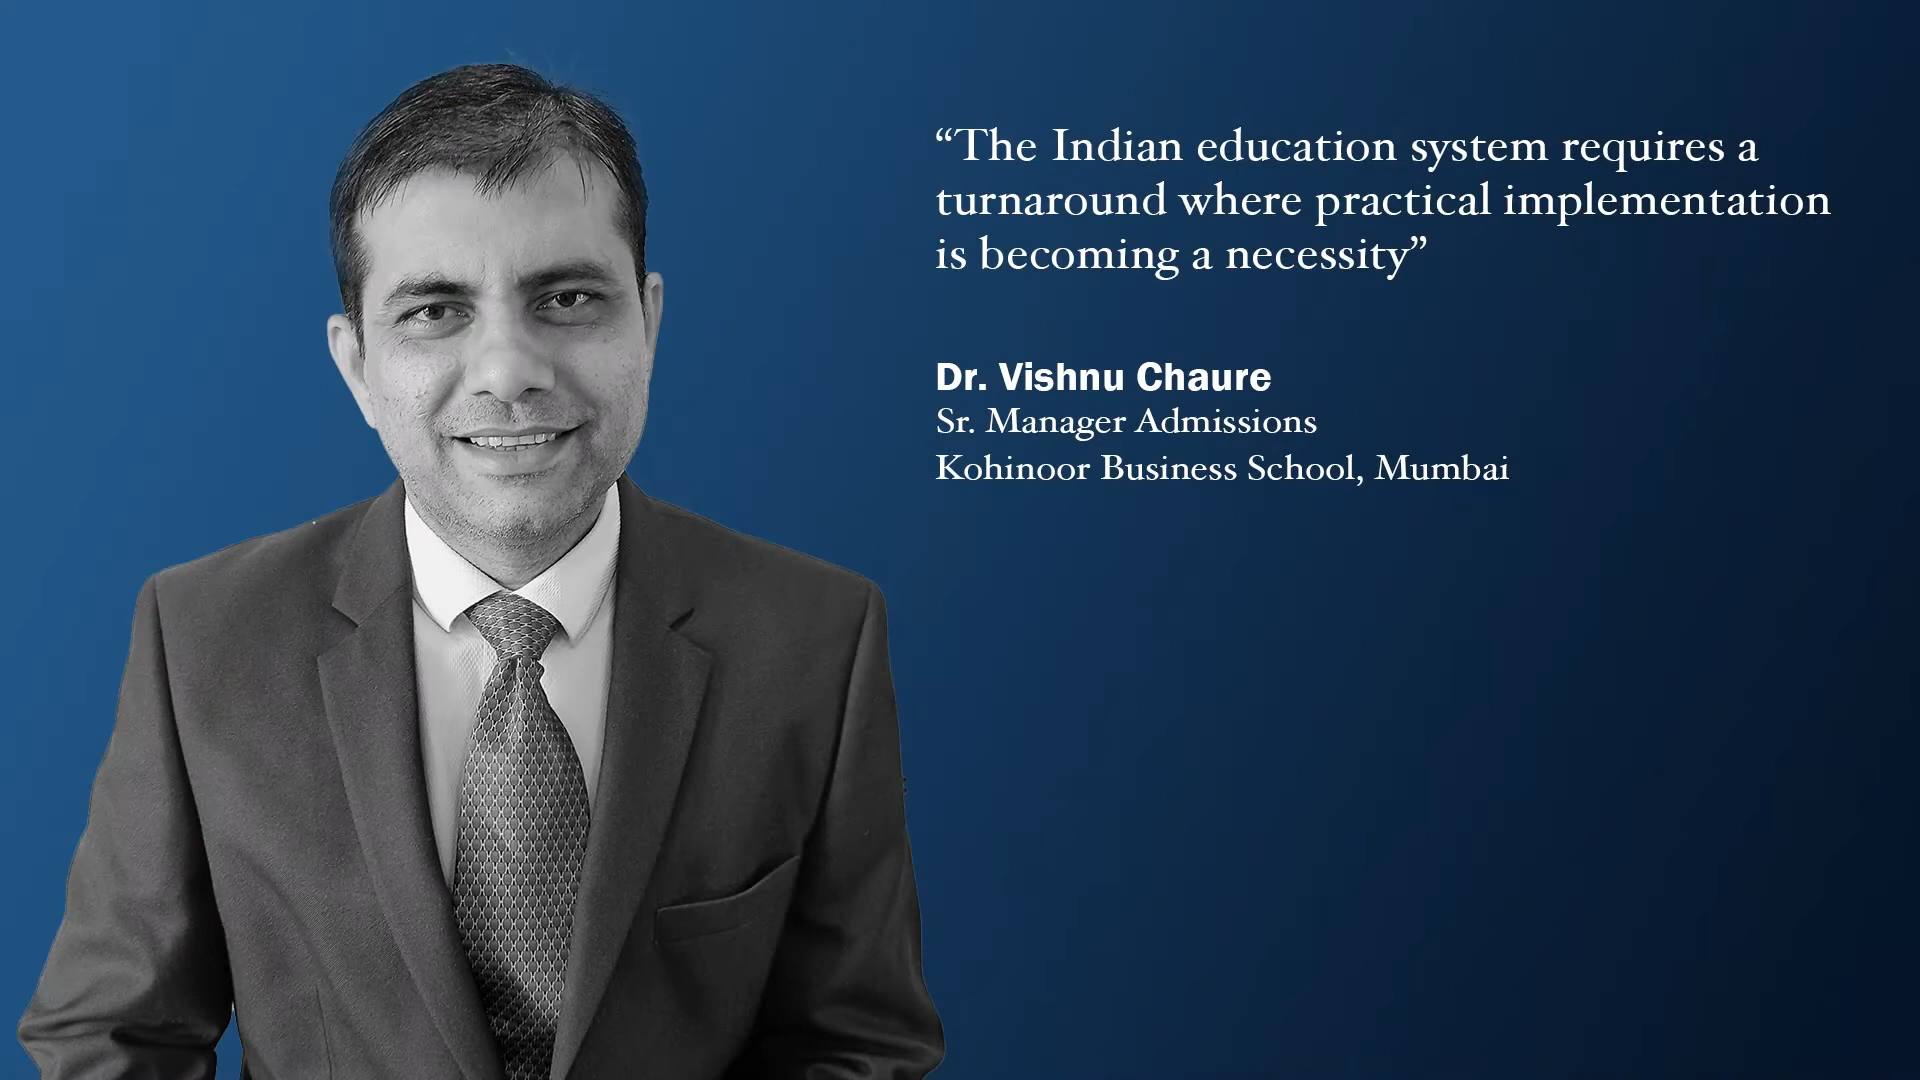 “The Indian education system requires a
turnaround where practical implementation
is becoming a necessity”
Dr. Vishnu Chaure
Sr. Manager Admissions
Kohinoor Business School, Mumbai